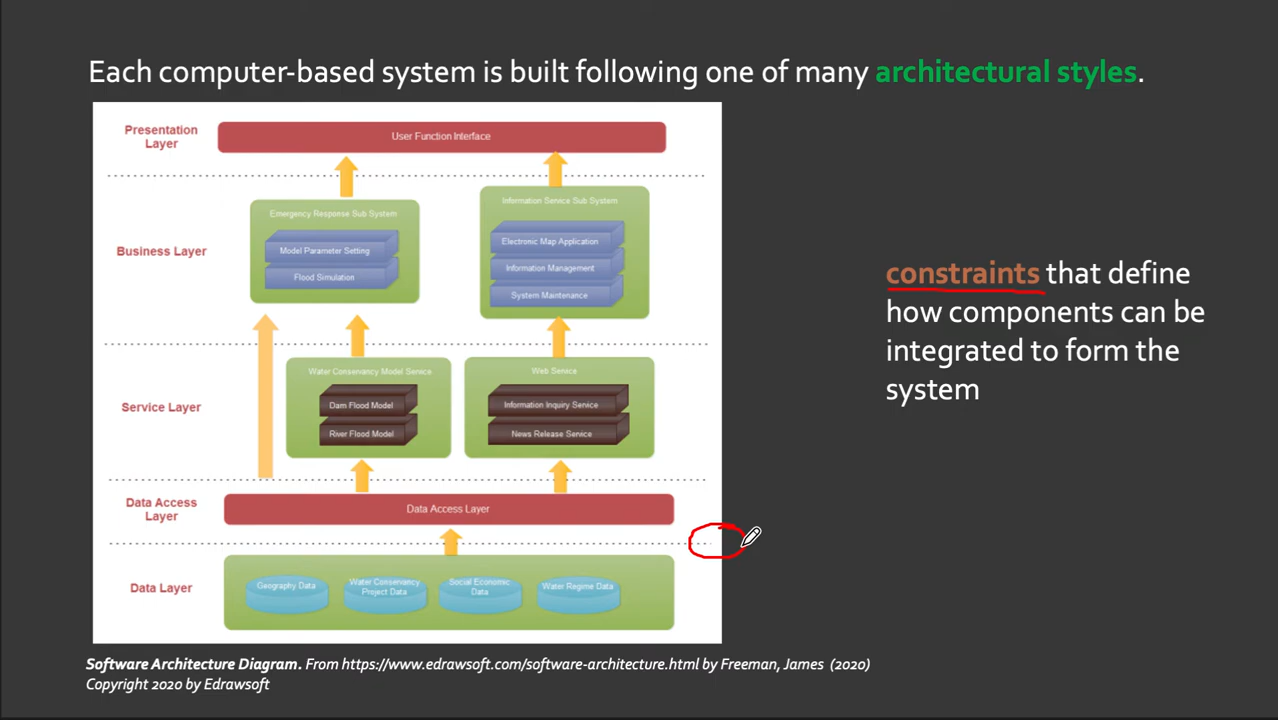 Each computer-based system is built following one of many architectural styles.
Presentation
Layer
User Function Interface
Business Layer
Emergency Response Sub System
Model Parameter Setting
Flood Simulation
Information Service Sub System
Electronic Map Application
Information Management
System Maintenance
Service Layer
Water Conservancy Model Service
Dam Flood Model
River Flood Model
Web Service
Information Inquiry Service
News Release Service
Data Access
Layer
Data Access Layer
Data Layer
Geography Data
Water Conservancy
Project Data
Social Economic
Data
Water Regime Data
constraints that define
how components can be
integrated to form the
system
Software Architecture Diagram. From https://www.edrawsoft.com/software-architecture.html by Freeman, James (2020)
Copyright 2020 by Edrawsoft